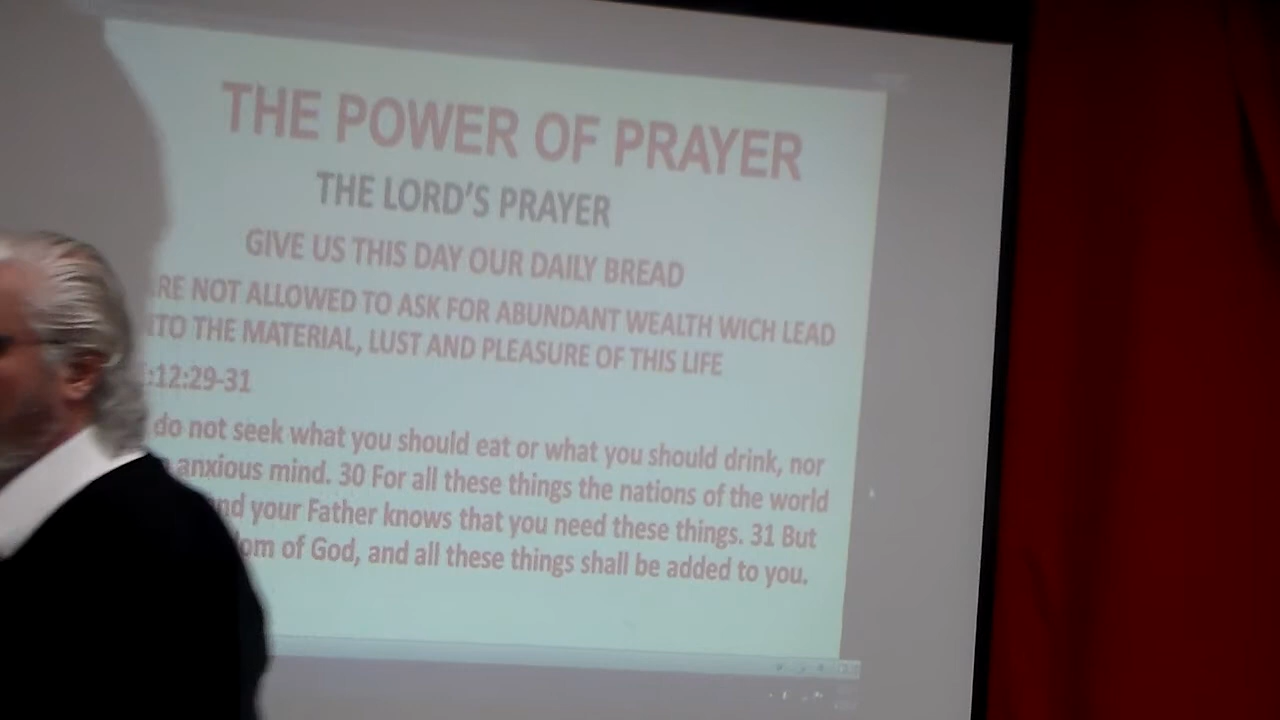 THE POWER OF PRAYER
THE LORD'S PRAYER
GIVE US THIS DAY OUR DAILY BREAD
RE NOT ALLOWED TO ASK FOR ABUNDANT WEALTH WICH LEAD
TO THE MATERIAL, LUST AND PLEASURE OF THIS LIFE
:12:29-31
do not seek what you should eat or what you should drink, nor
anxious mind. 30 For all these things the nations of the world
nd your Father knows that you need these things. 31 But
dom of God, and all these things shall be added to you.